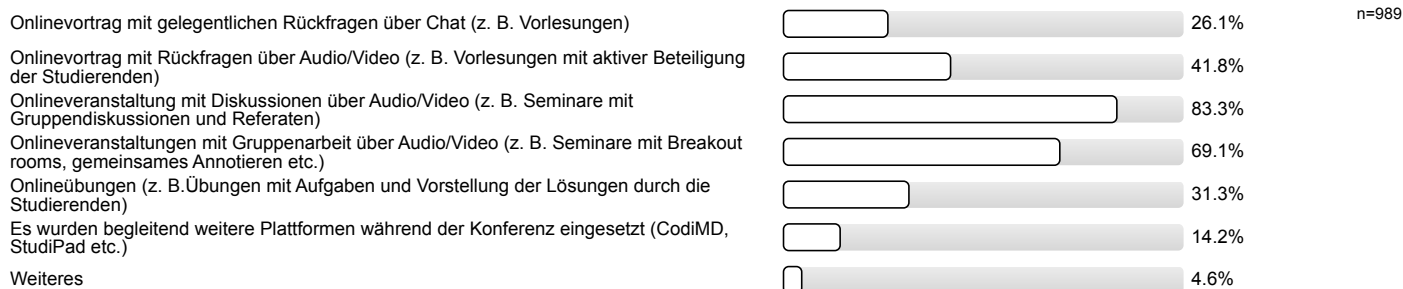 Onlinevortrag mit gelegentlichen Rückfragen über Chat (z. B. Vorlesungen) 26.1% n=989
Onlinevortrag mit Rückfragen über Audio/Video (z. B. Vorlesungen mit aktiver Beteiligung
der Studierenden) 41.8%
Onlineveranstaltung mit Diskussionen über Audio/Video (z. B. Seminare mit
Gruppendiskussionen und Referaten) 83.3%
Onlineveranstaltungen mit Gruppenarbeit über Audio/Video (z. B. Seminare mit Breakout
rooms, gemeinsames Annotieren etc.) 69.1%
Onlineübungen (z. B.Übungen mit Aufgaben und Vorstellung der Lösungen durch die
Studierenden) 31.3%
Es wurden begleitend weitere Plattformen während der Konferenz eingesetzt (CodiMD,
StudiPad etc.) 14.2%
Weiteres 4.6%